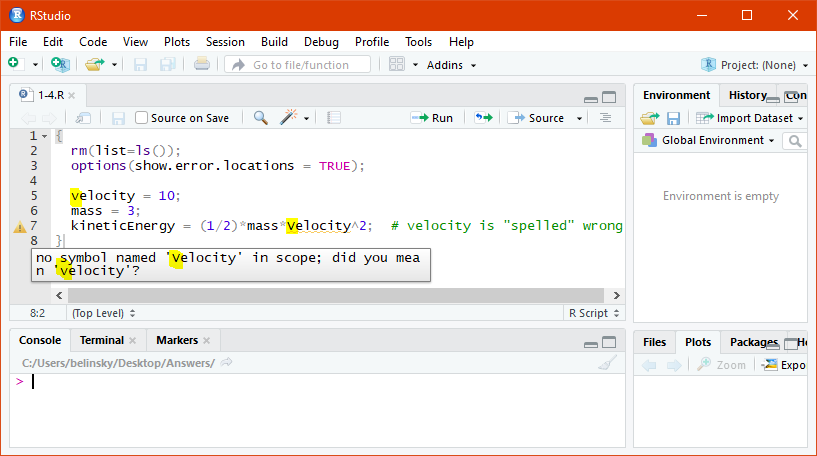 RStudio
File Edit Code View Plots Session Build Debug Profile Tools Help
Go to file/function Addins Project: (None)
1-4.R
Source on Save Run Source
1 {
2 rm(list=ls());
3 options(show.error.locations = TRUE);
4
5 velocity = 10;
6 mass = 3;
7 kineticEnergy = (1/2)*mass*Velocity^2; # velocity is "spelled" wrong
8 }
no symbol named 'Velocity' in scope; did you mea
n 'velocity'?
8:2 (Top Level) R Script
Console Terminal Markers
C:/Users/belinsky/Desktop/Answers/
>
Environment History Con
Import Dataset
Global Environment
Environment is empty
Files Plots Packages He
Zoom Expo